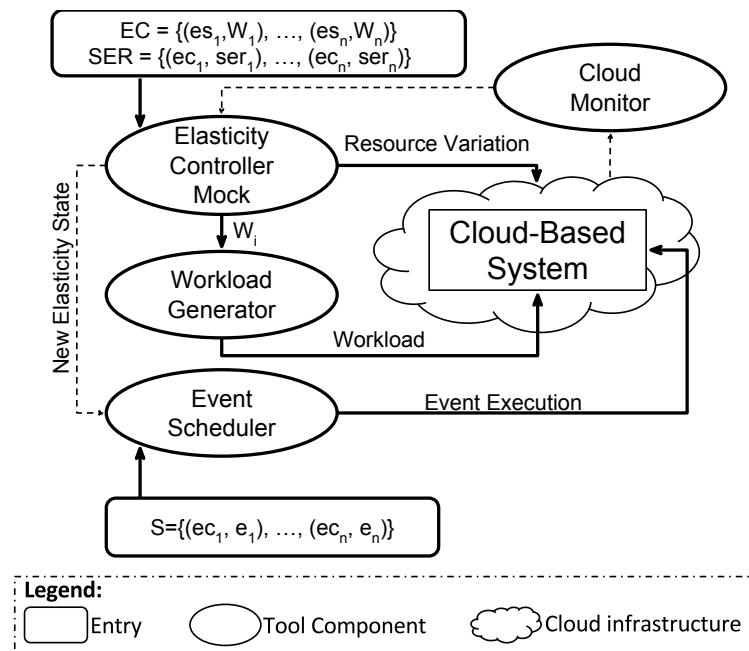 EC = {(es₁,W₁), …, (esₙ,Wₙ)}
SER = {(ec₁, ser₁), …, (ecₙ, serₙ)}
Cloud
Monitor
Elasticity
Controller
Mock
Resource Variation
New Elasticity State
Wᵢ
Cloud-Based
System
Workload
Generator
Workload
Event
Scheduler
Event Execution
S={(ec₁, e₁), …, (ecₙ, eₙ)}
Legend:
Entry
Tool Component
Cloud infrastructure